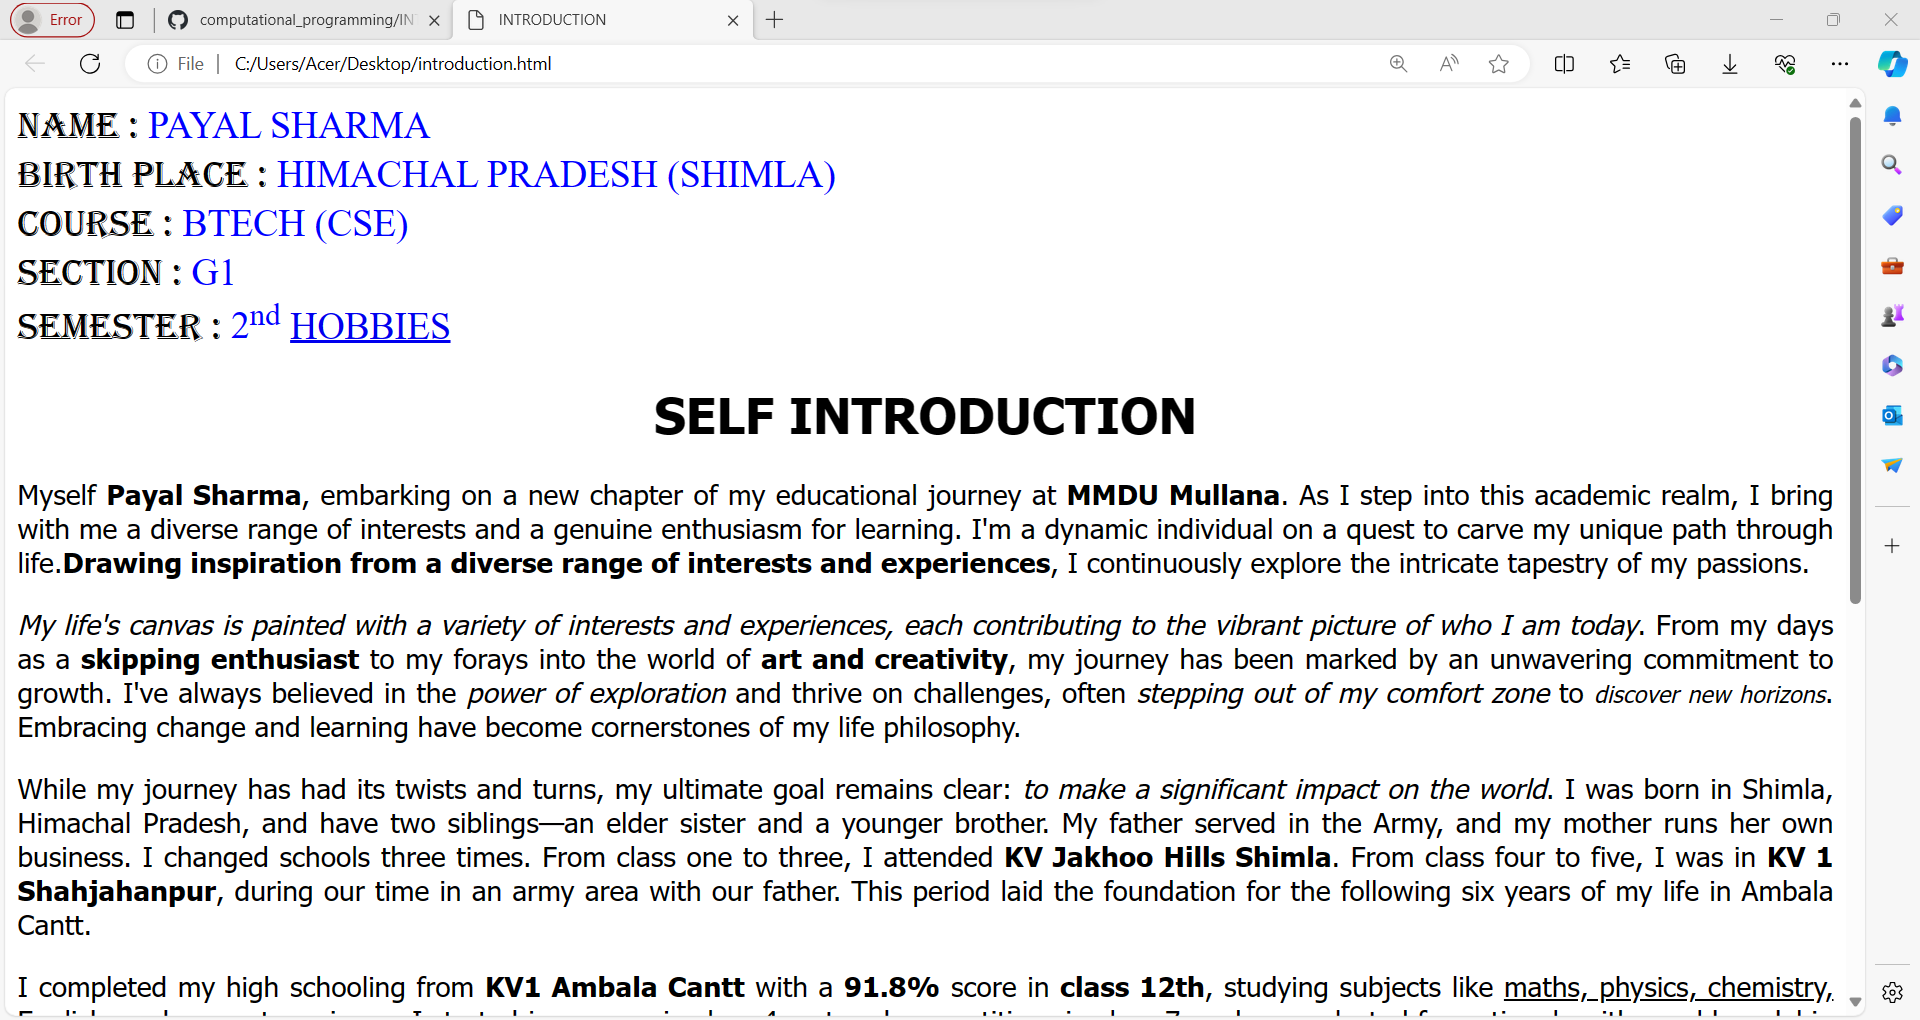 Error
computational_programming/IN
INTRODUCTION
File
C:/Users/Acer/Desktop/introduction.html
NAME : PAYAL SHARMA
BIRTH PLACE : HIMACHAL PRADESH (SHIMLA)
COURSE : BTECH (CSE)
SECTION : G1
SEMESTER : 2nd HOBBIES
SELF INTRODUCTION
Myself Payal Sharma, embarking on a new chapter of my educational journey at MMDU Mullana. As I step into this academic realm, I bring
with me a diverse range of interests and a genuine enthusiasm for learning. I'm a dynamic individual on a quest to carve my unique path through
life.Drawing inspiration from a diverse range of interests and experiences, I continuously explore the intricate tapestry of my passions.
My life's canvas is painted with a variety of interests and experiences, each contributing to the vibrant picture of who I am today. From my days
as a skipping enthusiast to my forays into the world of art and creativity, my journey has been marked by an unwavering commitment to
growth. I've always believed in the power of exploration and thrive on challenges, often stepping out of my comfort zone to discover new horizons.
Embracing change and learning have become cornerstones of my life philosophy.
While my journey has had its twists and turns, my ultimate goal remains clear: to make a significant impact on the world. I was born in Shimla,
Himachal Pradesh, and have two siblings—an elder sister and a younger brother. My father served in the Army, and my mother runs her own
business. I changed schools three times. From class one to three, I attended KV Jakhoo Hills Shimla. From class four to five, I was in KV 1
Shahjahanpur, during our time in an army area with our father. This period laid the foundation for the following six years of my life in Ambala
Cantt.
I completed my high schooling from KV1 Ambala Cantt with a 91.8% score in class 12th, studying subjects like maths, physics, chemistry,